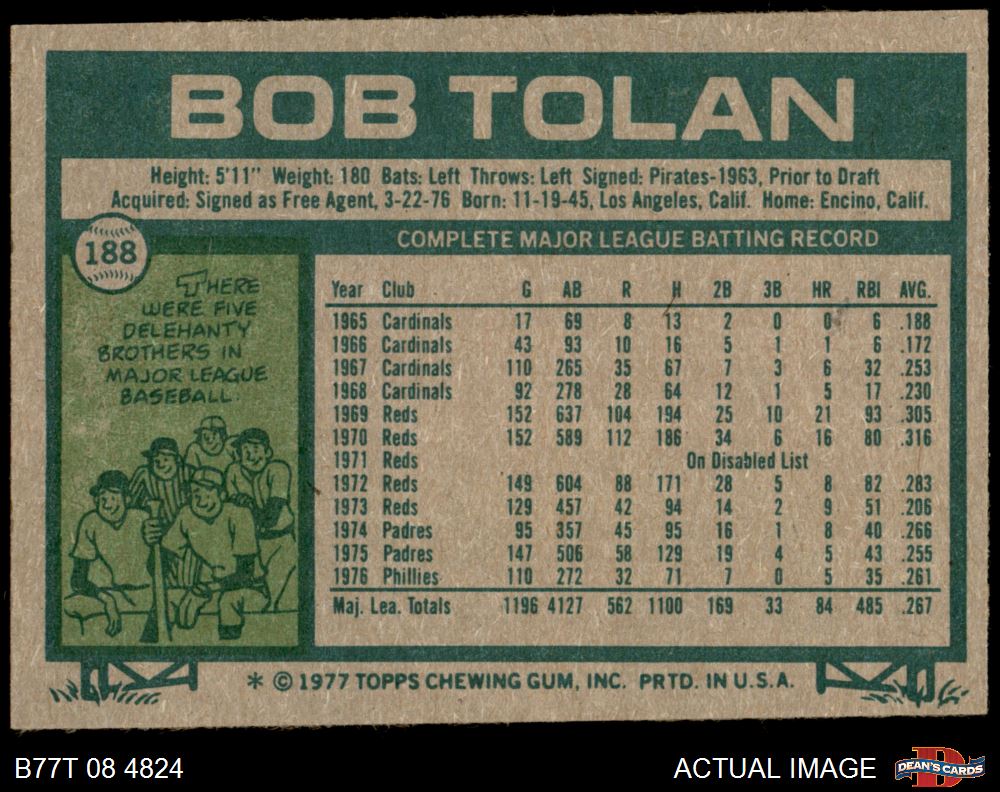 BOB TOLAN
Height: 5'11" Weight: 180 Bats: Left Throws: Left Signed: Pirates-1963, Prior to Draft
Acquired: Signed as Free Agent, 3-22-76 Born: 11-19-45, Los Angeles, Calif. Home: Encino, Calif.
188
THERE
WERE FIVE
DELEHANTY
BROTHERS IN
MAJOR LEAGUE
BASEBALL.
COMPLETE MAJOR LEAGUE BATTING RECORD
Year Club G AB R H 2B 3B HR RBI AVG.
1965 Cardinals 17 69 8 13 2 0 0 6 .188
1966 Cardinals 43 93 10 16 5 1 1 6 .172
1967 Cardinals 110 265 35 67 7 3 6 32 .253
1968 Cardinals 92 278 28 64 12 1 5 17 .230
1969 Reds 152 637 104 194 25 10 21 93 .305
1970 Reds 152 589 112 186 34 6 16 80 .316
1971 Reds On Disabled List
1972 Reds 149 604 88 171 28 5 8 82 .283
1973 Reds 129 457 42 94 14 2 9 51 .206
1974 Padres 95 357 45 95 16 1 8 40 .266
1975 Padres 147 506 58 129 19 4 5 43 .255
1976 Phillies 110 272 32 71 7 0 5 35 .261
Maj. Lea. Totals 1196 4127 562 1100 169 33 84 485 .267
* © 1977 TOPPS CHEWING GUM, INC. PRTD. IN U.S.A.
B77T 08 4824
ACTUAL IMAGE
DEAN'S CARDS